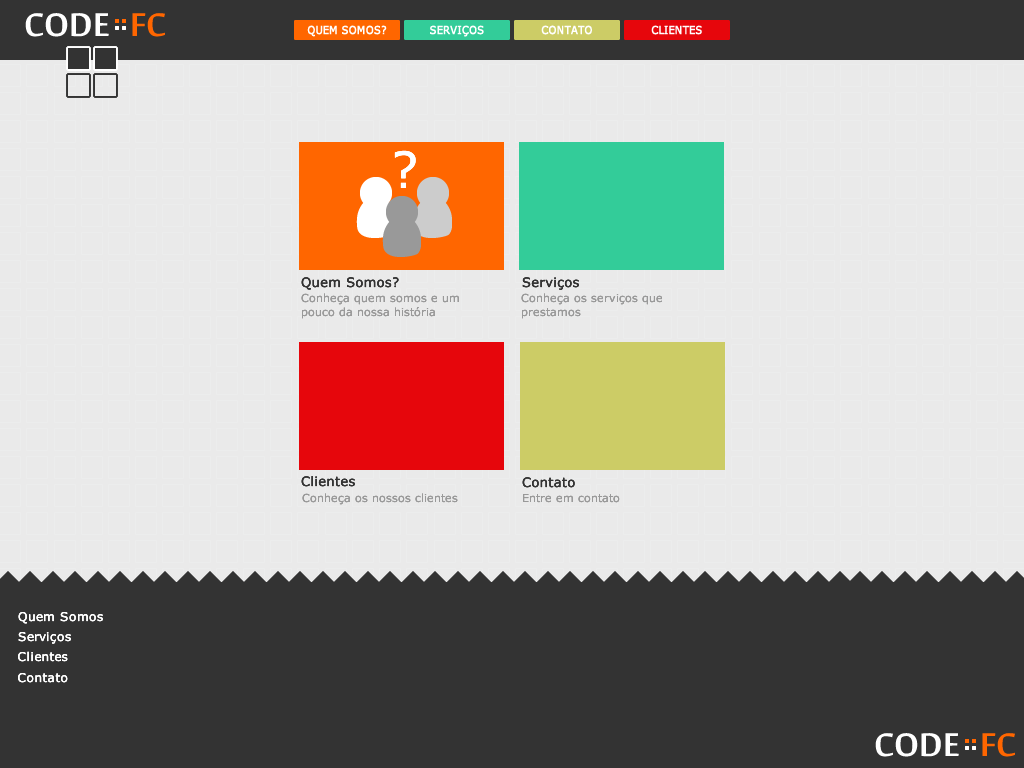 CODE::FC
QUEM SOMOS? SERVIÇOS CONTATO CLIENTES
?
Quem Somos?
Conheça quem somos e um
pouco da nossa história
Serviços
Conheça os serviços que
prestamos
Clientes
Conheça os nossos clientes
Contato
Entre em contato
Quem Somos
Serviços
Clientes
Contato
CODE::FC